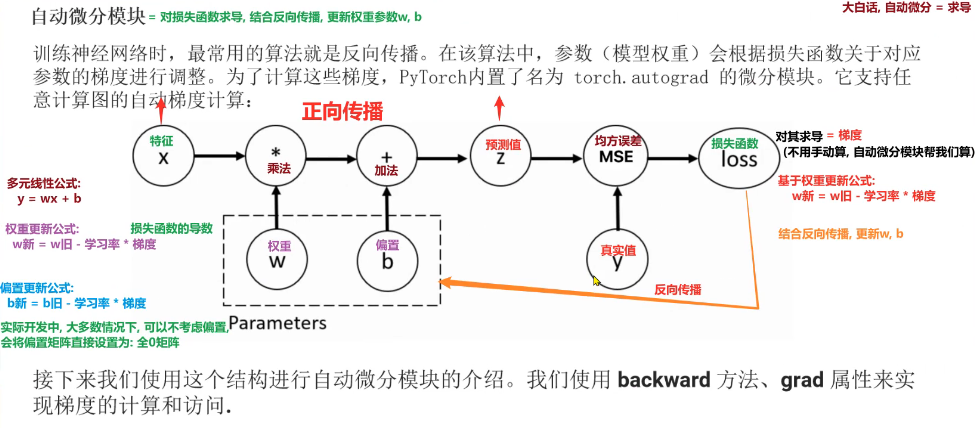 大白话, 自动微分 = 求导
自动微分模块 = 对损失函数求导, 结合反向传播, 更新权重参数w, b
训练神经网络时，最常用的算法就是反向传播。在该算法中，参数（模型权重）会根据损失函数关于对应
参数的梯度进行调整。为了计算这些梯度，PyTorch内置了名为 torch.autograd 的微分模块。它支持任
意计算图的自动梯度计算：
正向传播
特征
x
*
乘法
+
加法
预测值
z
均方误差
MSE
损失函数
loss
对其求导 = 梯度
(不用手动算, 自动微分模块帮我们算)
多元线性公式:
y = wx + b
基于权重更新公式:
w新 = w旧 - 学习率 * 梯度
权重更新公式:
损失函数的导数
w新 = w旧 - 学习率 * 梯度
结合反向传播, 更新w, b
权重
w
偏置
b
真实值
y
反向传播
偏置更新公式:
b新 = b旧 - 学习率 * 梯度
实际开发中, 大多数情况下, 可以不考虑偏置,
会将偏置矩阵直接设置为: 全0矩阵
Parameters
接下来我们使用这个结构进行自动微分模块的介绍。我们使用 backward 方法、grad 属性来实
现梯度的计算和访问.